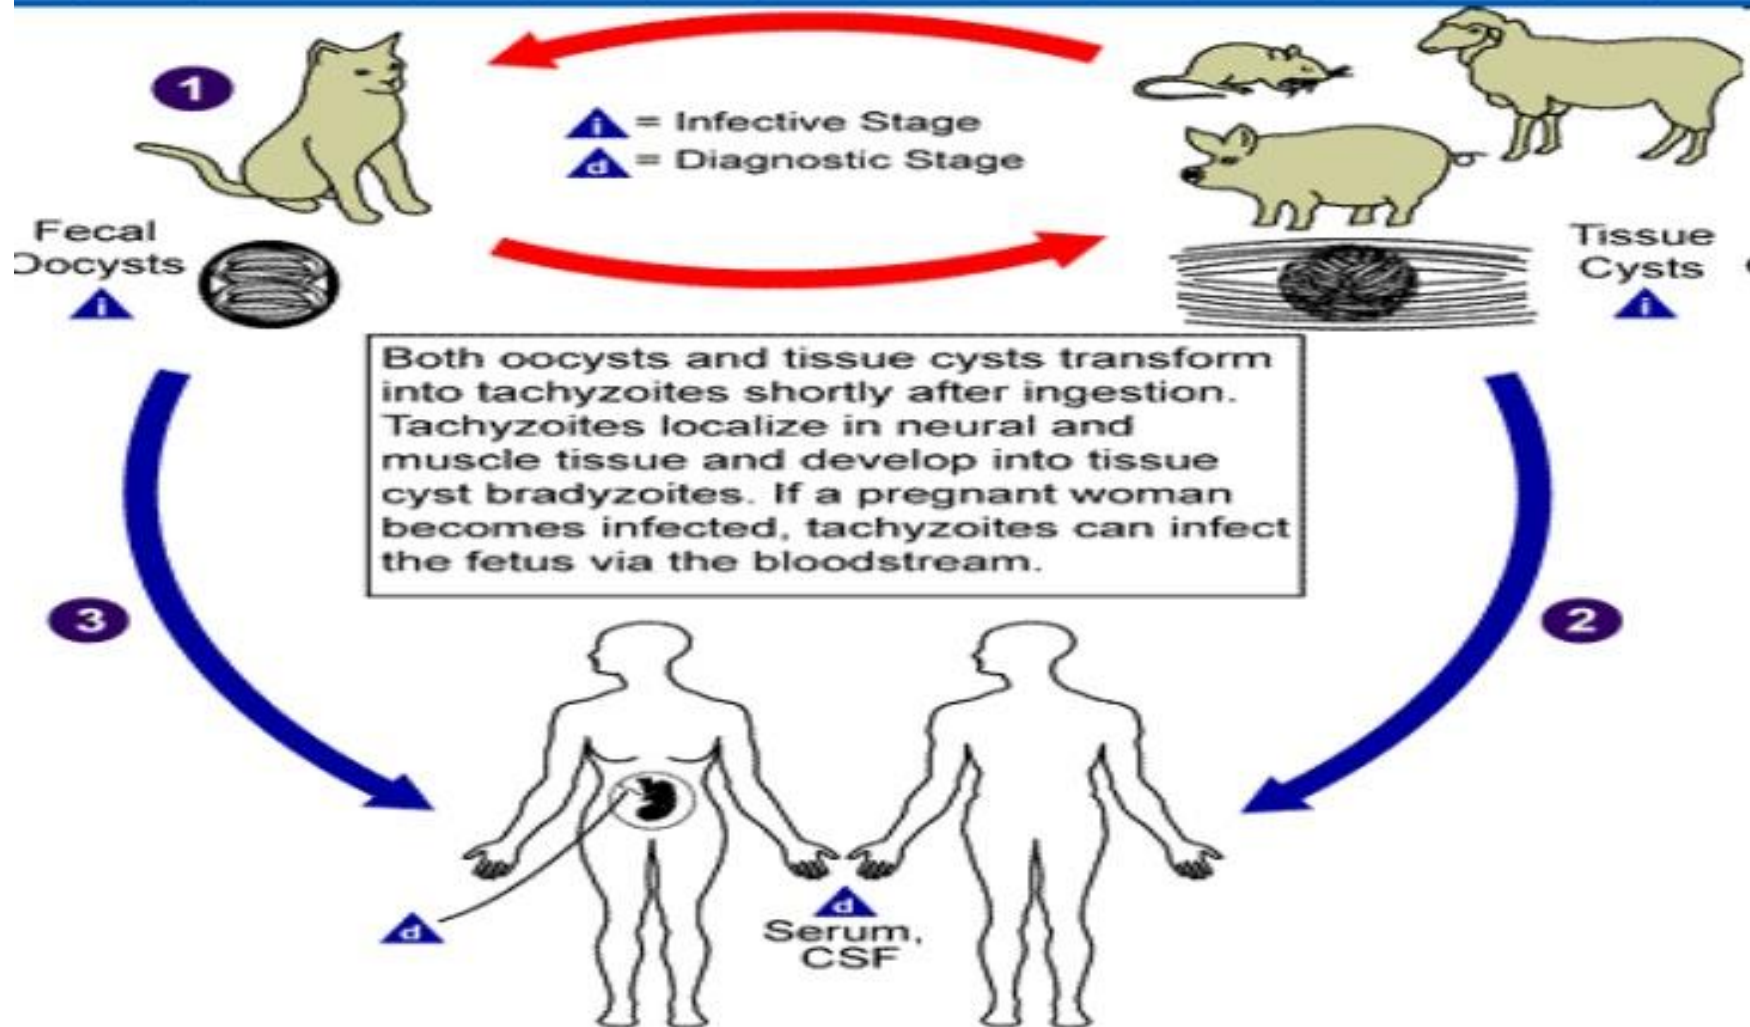 1
i = Infective Stage
d = Diagnostic Stage
Fecal
Oocysts
i
Tissue
Cysts
i
Both oocysts and tissue cysts transform
into tachyzoites shortly after ingestion.
Tachyzoites localize in neural and
muscle tissue and develop into tissue
cyst bradyzoites. If a pregnant woman
becomes infected, tachyzoites can infect
the fetus via the bloodstream.
3
2
d
d
Serum,
CSF